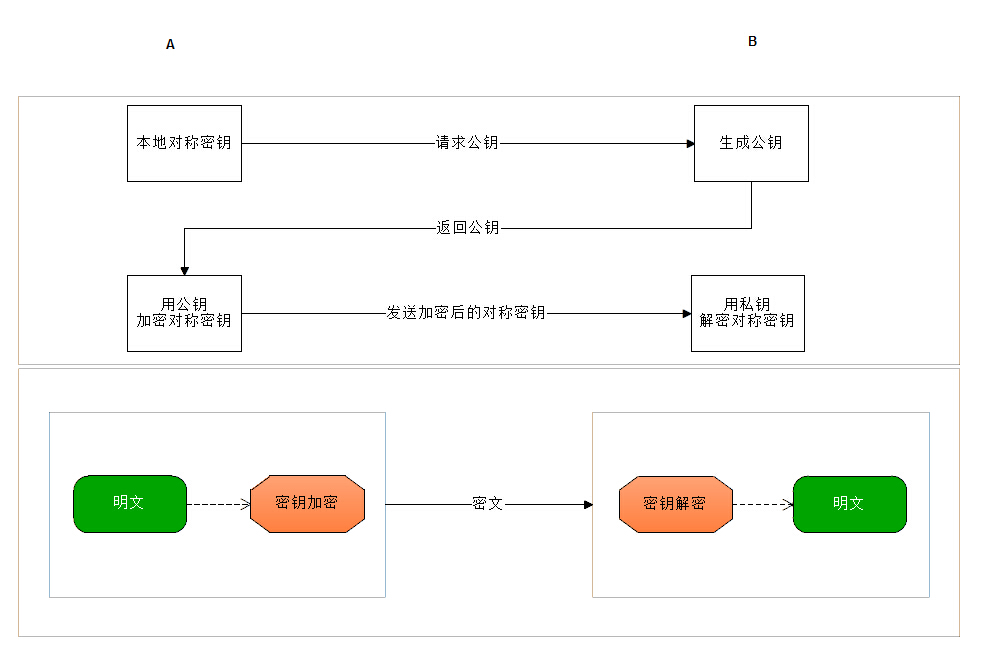 A
B
本地对称密钥
请求公钥
生成公钥
返回公钥
用公钥
加密对称密钥
发送加密后的对称密钥
用私钥
解密对称密钥
明文
密钥加密
密文
密钥解密
明文